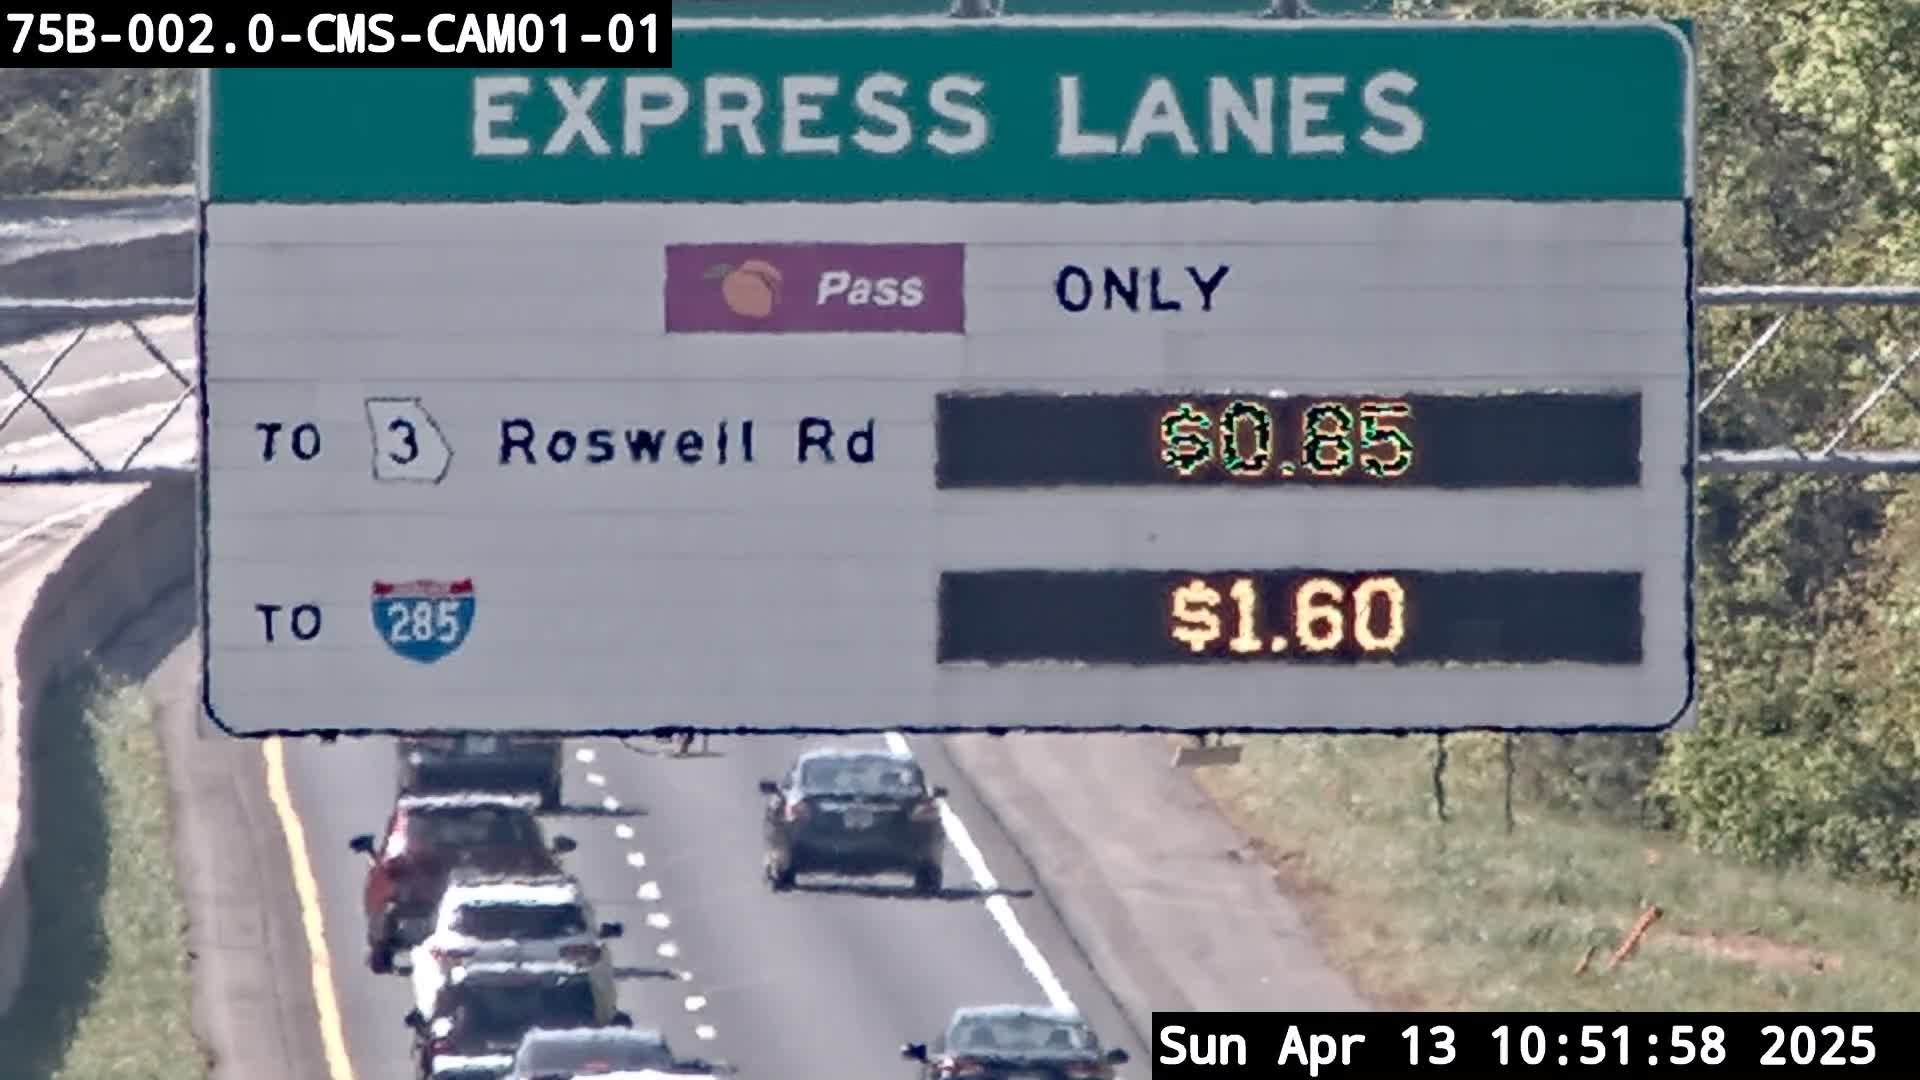 75B-002.0-CMS-CAM01-01
EXPRESS LANES
Pass ONLY
TO 3 Roswell Rd $0.85
TO 285 $1.60
Sun Apr 13 10:51:58 2025